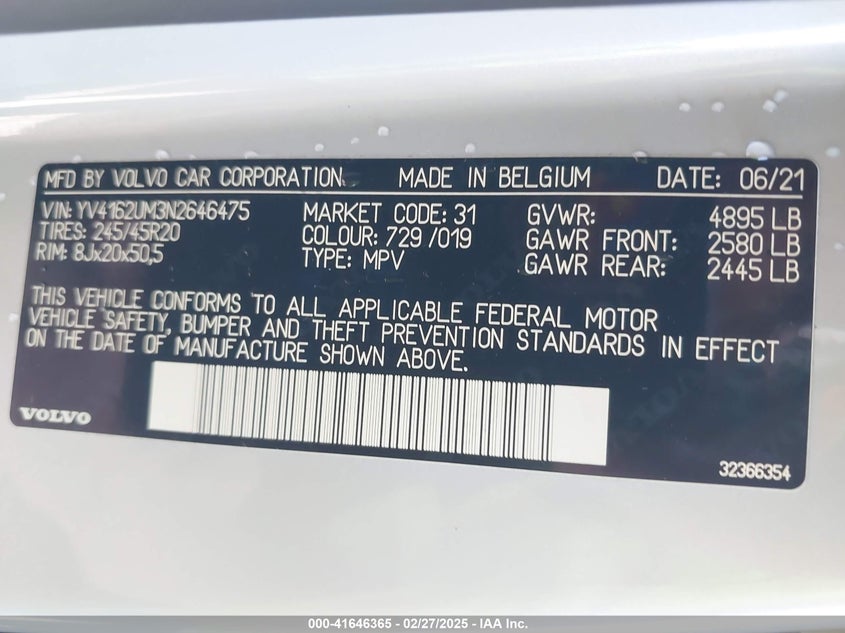 MFD BY VOLVO CAR CORPORATION MADE IN BELGIUM DATE: 06/21
VIN: YV4162UM3N2646475 MARKET CODE: 31 GVWR: 4895 LB
TIRES: 245/45R20 COLOUR: 729 /019 GAWR FRONT: 2580 LB
RIM: 8Jx20x50,5 TYPE: MPV GAWR REAR: 2445 LB
THIS VEHICLE CONFORMS TO ALL APPLICABLE FEDERAL MOTOR
VEHICLE SAFETY, BUMPER AND THEFT PREVENTION STANDARDS IN EFFECT
ON THE DATE OF MANUFACTURE SHOWN ABOVE.
VOLVO
32366354
000-41646365 - 02/27/2025 - IAA Inc.